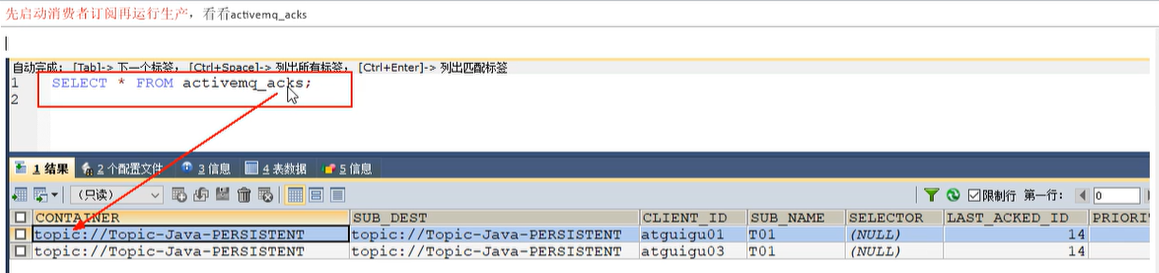 先启动消费者订阅再运行生产，看看activemq_acks
自动完成： [Tab]-> 下一个标签， [Ctrl+Space]-> 列出所有标签， [Ctrl+Enter]-> 列出匹配标签
1 SELECT * FROM activemq_acks;
2
1 结果 2 个配置文件 3 信息 4 表数据 5 信息
(只读) 限制行 第一行： 0
CONTAINER SUB_DEST CLIENT_ID SUB_NAME SELECTOR LAST_ACKED_ID PRIORIT
topic://Topic-Java-PERSISTENT topic://Topic-Java-PERSISTENT atguigu01 T01 (NULL) 14
topic://Topic-Java-PERSISTENT topic://Topic-Java-PERSISTENT atguigu03 T01 (NULL) 14